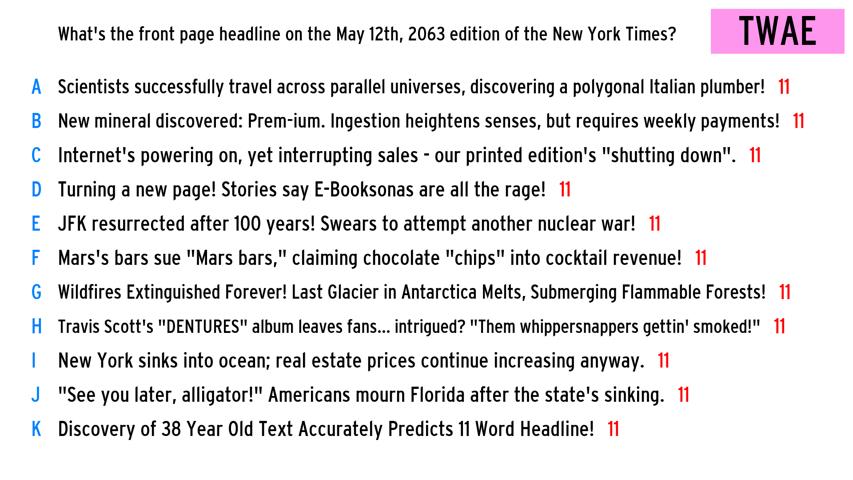 What's the front page headline on the May 12th, 2063 edition of the New York Times?
TWAE
A Scientists successfully travel across parallel universes, discovering a polygonal Italian plumber! 11
B New mineral discovered: Prem-ium. Ingestion heightens senses, but requires weekly payments! 11
C Internet's powering on, yet interrupting sales - our printed edition's "shutting down". 11
D Turning a new page! Stories say E-Booksonas are all the rage! 11
E JFK resurrected after 100 years! Swears to attempt another nuclear war! 11
F Mars's bars sue "Mars bars," claiming chocolate "chips" into cocktail revenue! 11
G Wildfires Extinguished Forever! Last Glacier in Antarctica Melts, Submerging Flammable Forests! 11
H Travis Scott's "DENTURES" album leaves fans... intrigued? "Them whippersnappers gettin' smoked!" 11
I New York sinks into ocean; real estate prices continue increasing anyway. 11
J "See you later, alligator!" Americans mourn Florida after the state's sinking. 11
K Discovery of 38 Year Old Text Accurately Predicts 11 Word Headline! 11